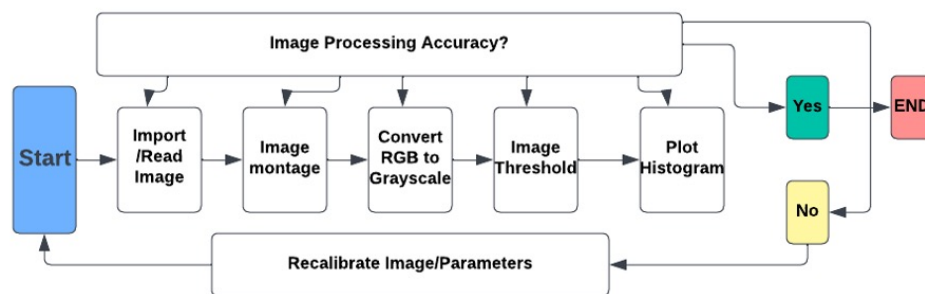 Image Processing Accuracy?
Start
Import
/Read
Image
Image
montage
Convert
RGB to
Grayscale
Image
Threshold
Plot
Histogram
Yes
END
No
Recalibrate Image/Parameters